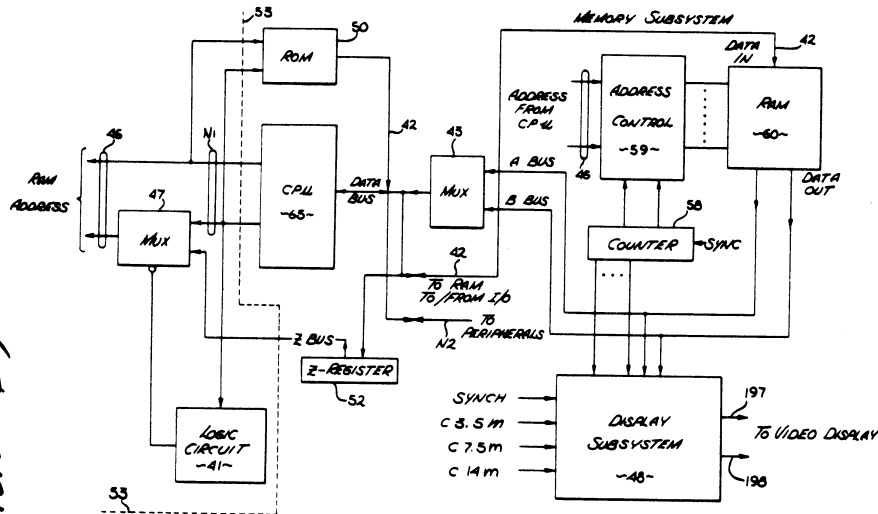 53
50
MEMORY SUBSYSTEM
ROM
DATA IN
42
ADDRESS FROM CPU
46
ADDRESS CONTROL
~59~
RAM
~60~
DATA OUT
46
N1
42
45
A BUS
RAM ADDRESS
47
MUX
CPU
~65~
DATA BUS
MUX
B BUS
58
COUNTER
SYNC
42
TO RAM
TO/FROM I/O
TO PERIPHERALS
N2
Z BUS
Z-REGISTER
52
LOGIC CIRCUIT
~41~
SYNCH
C 3.5m
C 7.5m
C 14m
DISPLAY SUBSYSTEM
~48~
197
TO VIDEO DISPLAY
198
53